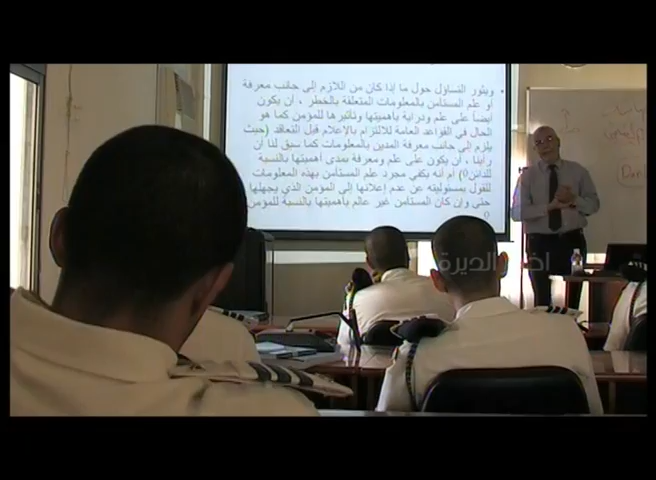 • ويثور التساؤل حول ما إذا كان من اللازم إلى جانب معرفة
أو علم المستأمن بالمعلومات المتعلقة بالخطر ، أن يكون
أيضاً على علم ودراية بأهميتها وتأثيرها للمؤمن كما هو
الحال في القواعد العامة للالتزام بالإعلام قبل التعاقد (حيث
يلزم إلى جانب معرفة المدين بالمعلومات كما سبق لنا أن
رأينا ، أن يكون على علم ومعرفة بمدى أهميتها بالنسبة
للدائن) أم أنه يكفي مجرد علم المستأمن بهذه المعلومات
للقول بمسئوليته عن عدم إعلانها إلى المؤمن الذي يجهلها
حتى وإن كان المستأمن غير عالم بأهميتها بالنسبة للمؤمن
اخبار الديرة